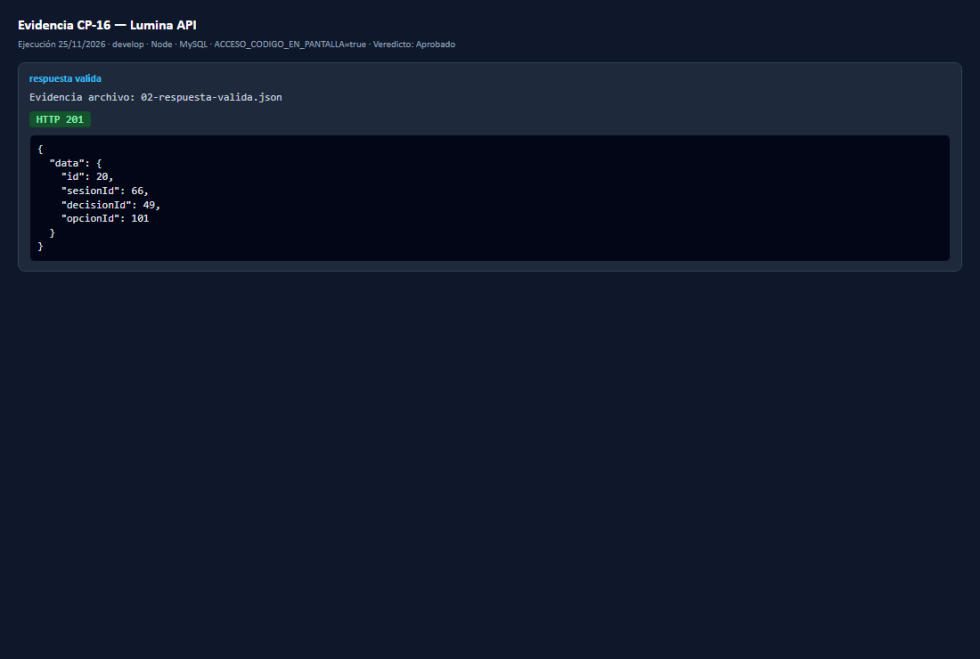 Evidencia CP-16 — Lumina API
Ejecución 25/11/2026 · develop · Node · MySQL · ACCESO_CODIGO_EN_PANTALLA=true · Veredicto: Aprobado
respuesta valida
Evidencia archivo: 02-respuesta-valida.json
HTTP 201
{
  "data": {
    "id": 20,
    "sesionId": 66,
    "decisionId": 49,
    "opcionId": 101
  }
}